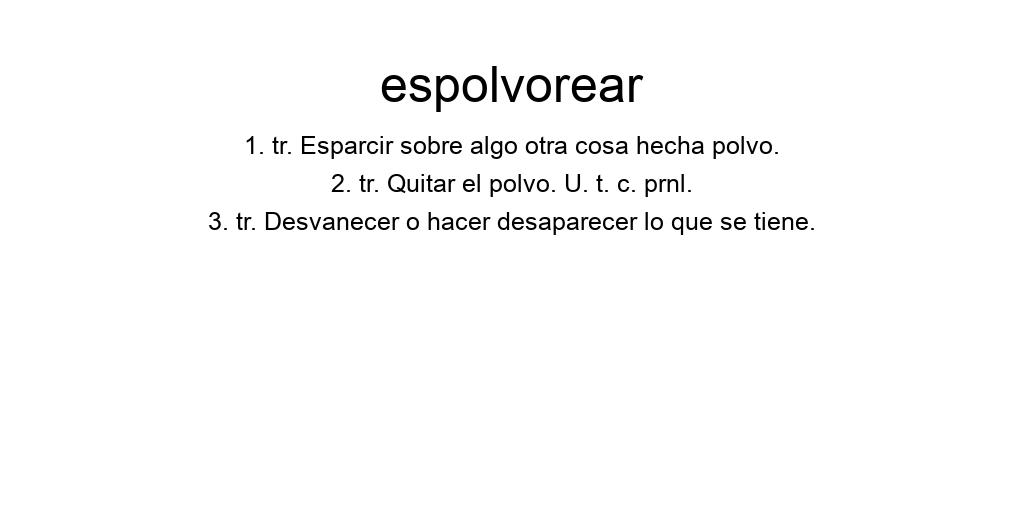 espolvorear
1. tr. Esparcir sobre algo otra cosa hecha polvo.
2. tr. Quitar el polvo. U. t. c. prnl.
3. tr. Desvanecer o hacer desaparecer lo que se tiene.